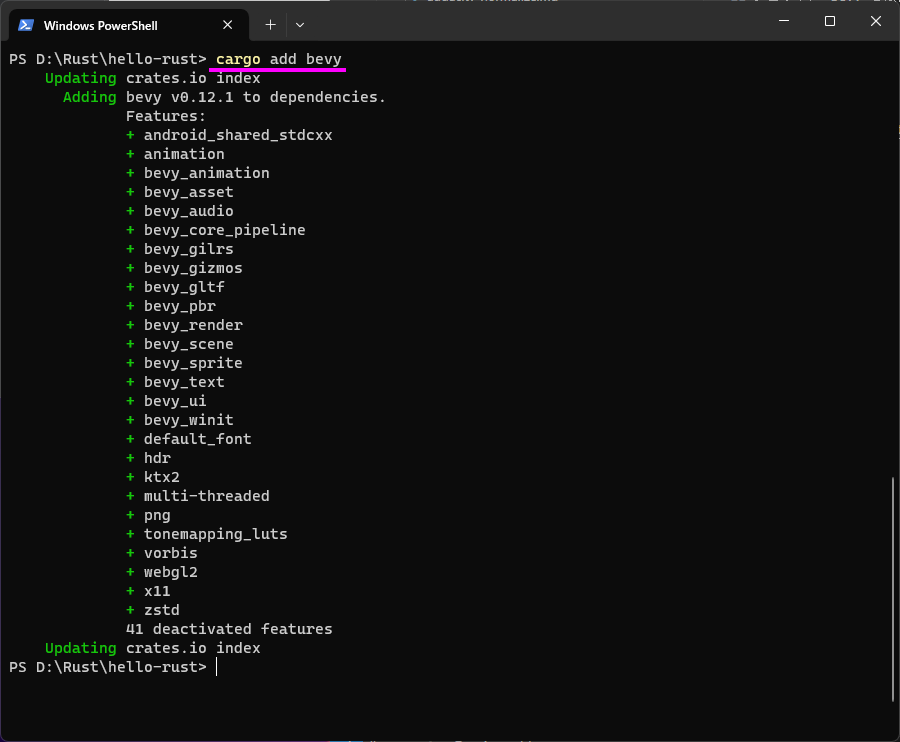 Windows PowerShell
PS D:\Rust\hello-rust> cargo add bevy
Updating crates.io index
Adding bevy v0.12.1 to dependencies.
Features:
+ android_shared_stdcxx
+ animation
+ bevy_animation
+ bevy_asset
+ bevy_audio
+ bevy_core_pipeline
+ bevy_gilrs
+ bevy_gizmos
+ bevy_gltf
+ bevy_pbr
+ bevy_render
+ bevy_scene
+ bevy_sprite
+ bevy_text
+ bevy_ui
+ bevy_winit
+ default_font
+ hdr
+ ktx2
+ multi-threaded
+ png
+ tonemapping_luts
+ vorbis
+ webgl2
+ x11
+ zstd
41 deactivated features
Updating crates.io index
PS D:\Rust\hello-rust>